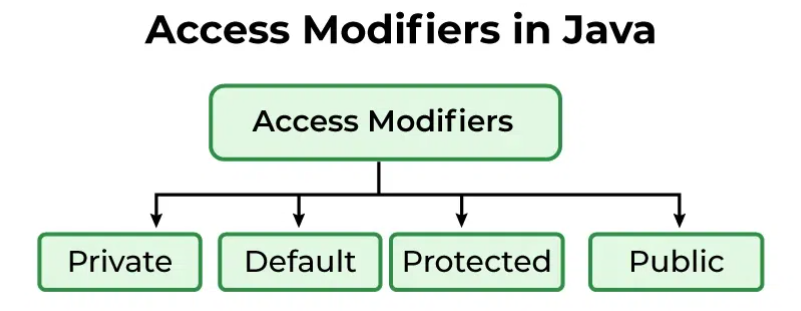 Access Modifiers in Java
Access Modifiers
Private
Default
Protected
Public